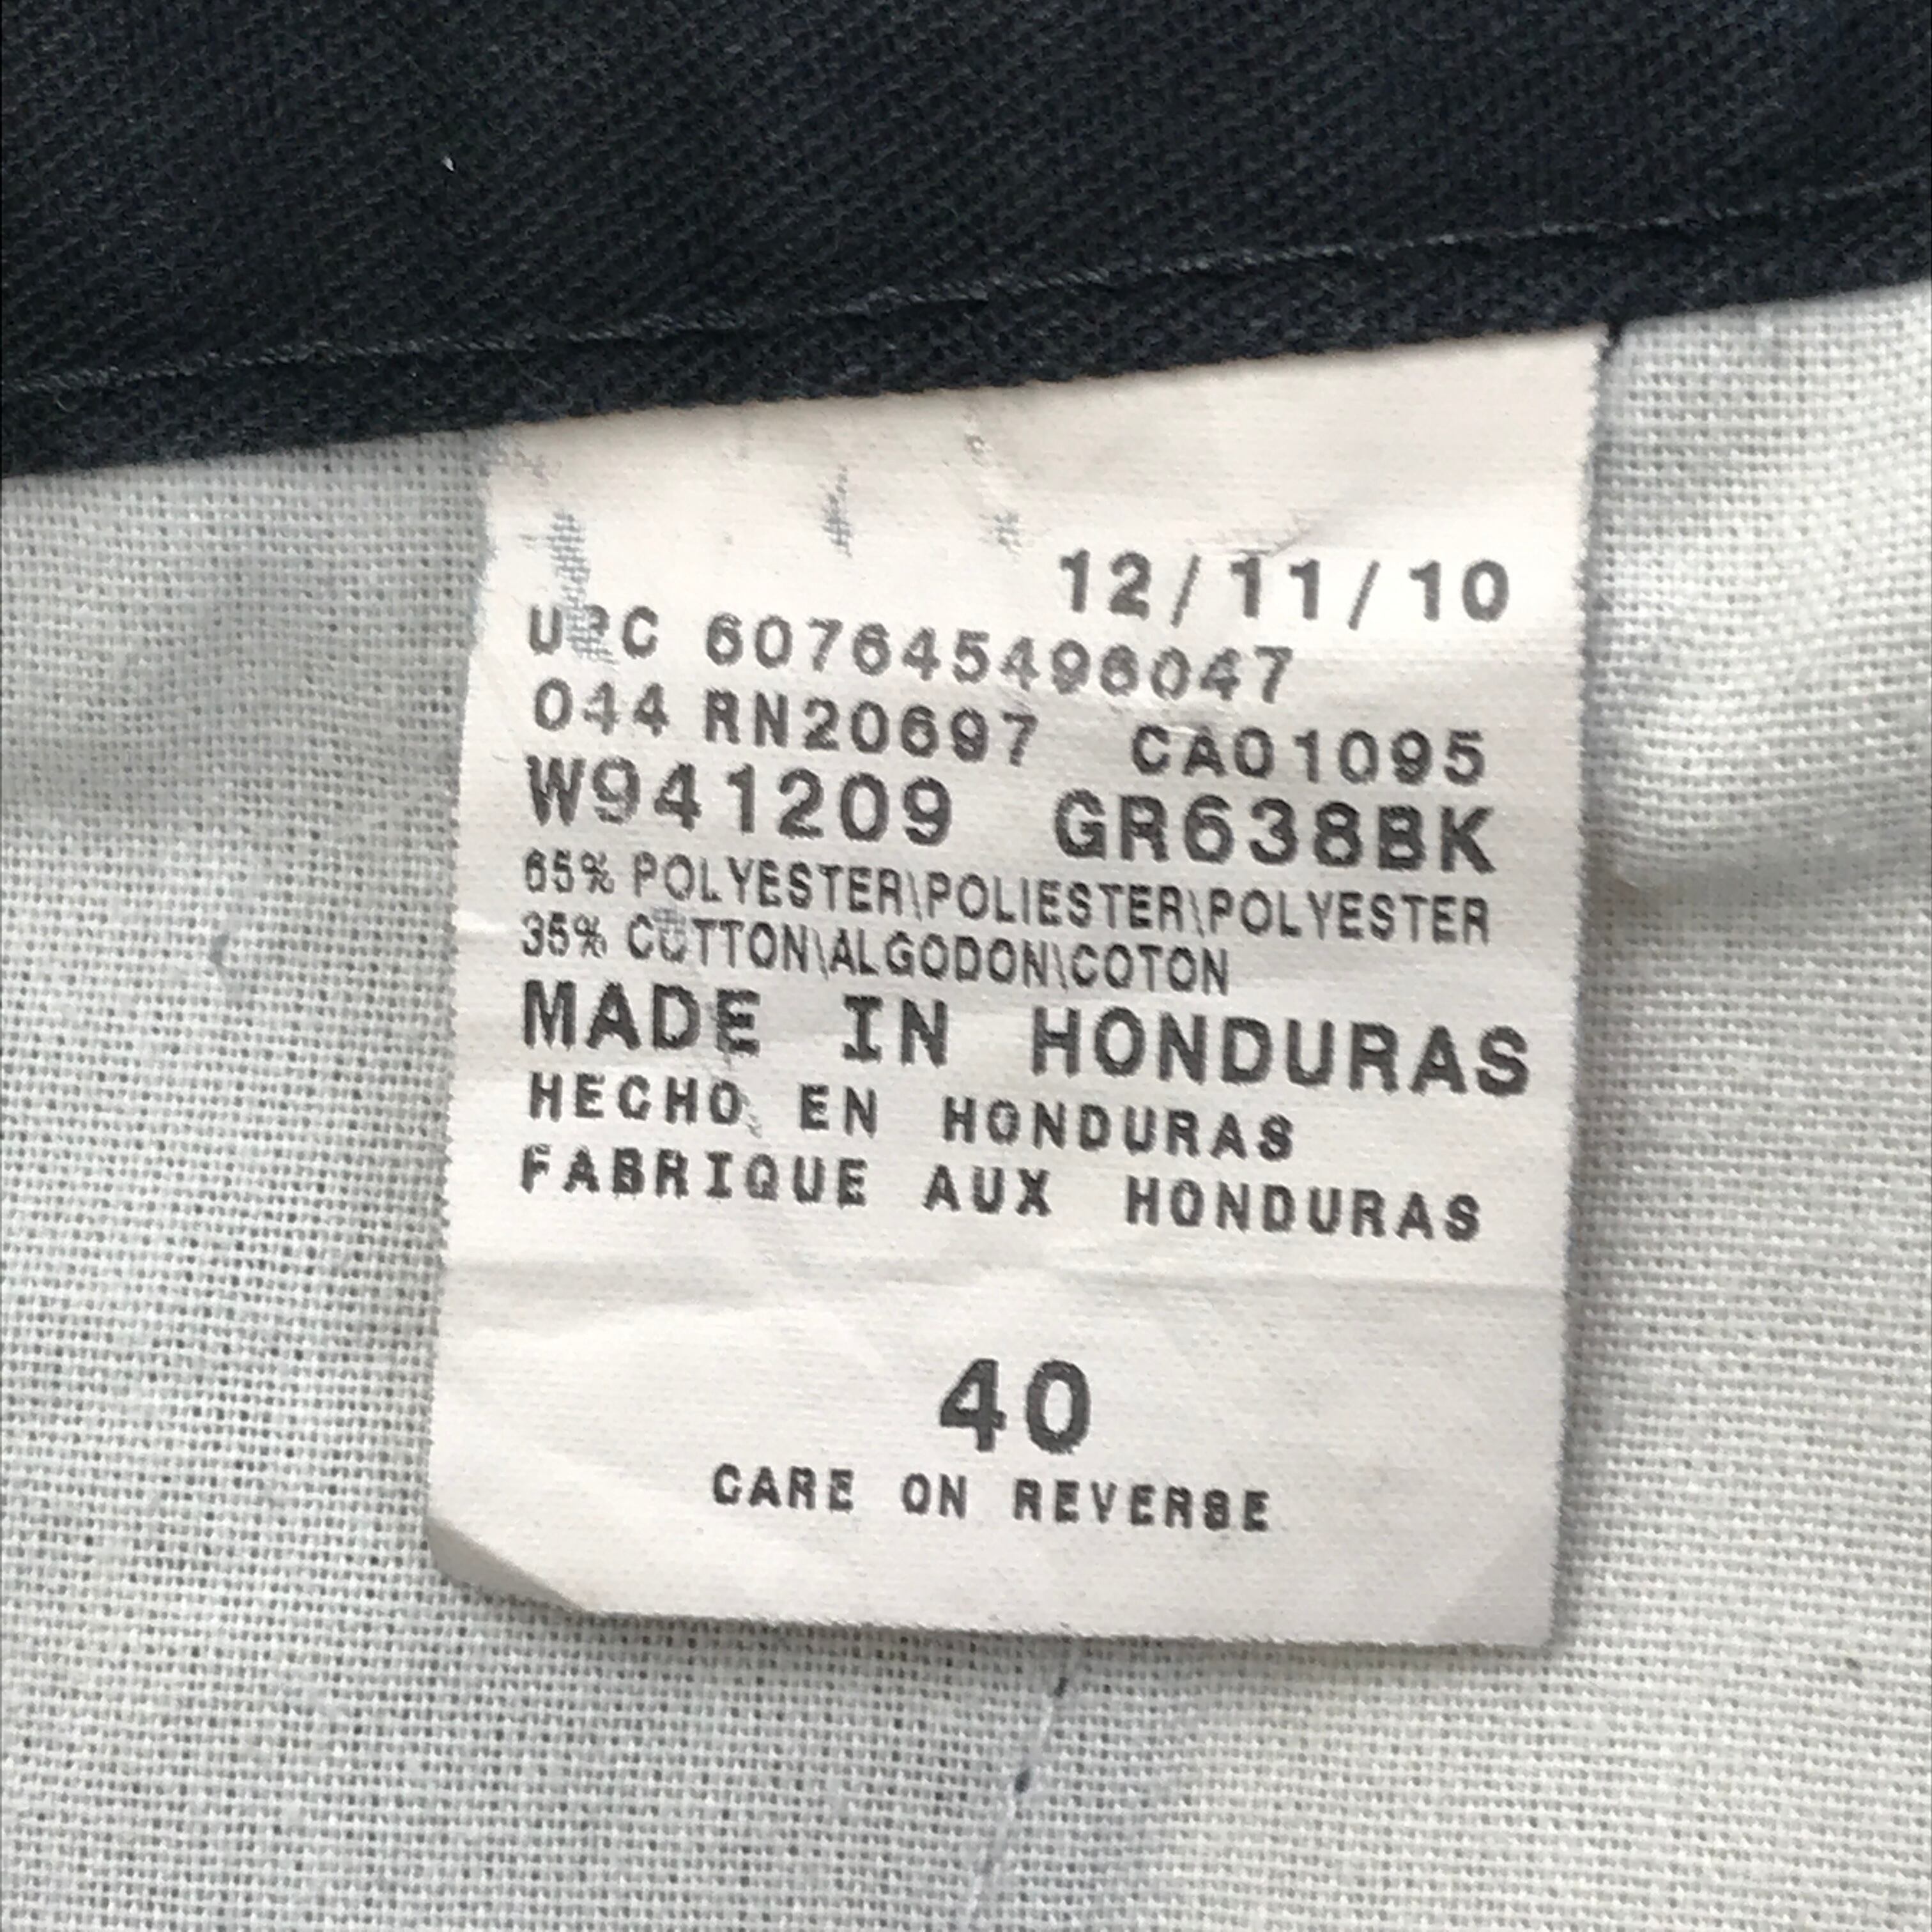 12/11/10
UPC 607645496047
044 RN20697 CA01095
W941209 GR638BK
65% POLYESTER\POLIESTER\POLYESTER
35% COTTON\ALGODON\COTON
MADE IN HONDURAS
HECHO EN HONDURAS
FABRIQUE AUX HONDURAS
40
CARE ON REVERSE